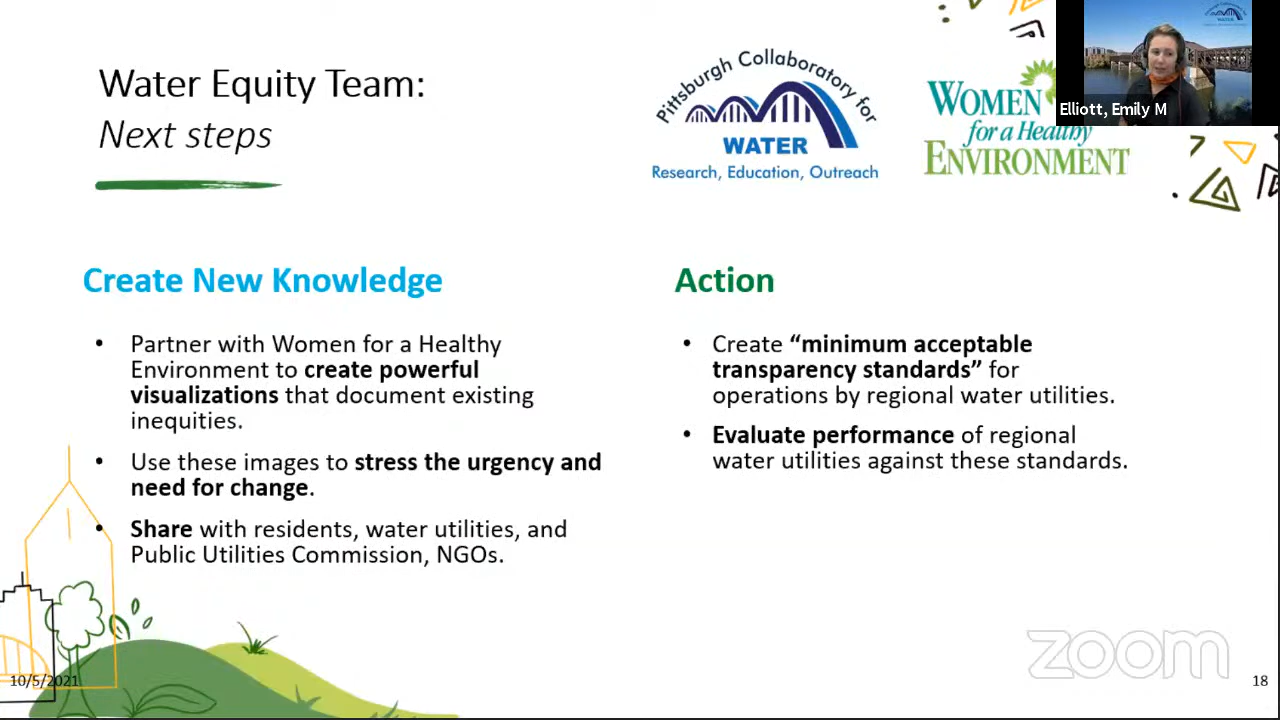 Water Equity Team:
Next steps
Pittsburgh Collaboratory for
WATER
Research, Education, Outreach
WOMEN
for a Healthy
ENVIRONMENT
Elliott, Emily M
Create New Knowledge
• Partner with Women for a Healthy
Environment to create powerful
visualizations that document existing
inequities.
• Use these images to stress the urgency and
need for change.
• Share with residents, water utilities, and
Public Utilities Commission, NGOs.
Action
• Create “minimum acceptable
transparency standards” for
operations by regional water utilities.
• Evaluate performance of regional
water utilities against these standards.
zoom
10/5/2021
18